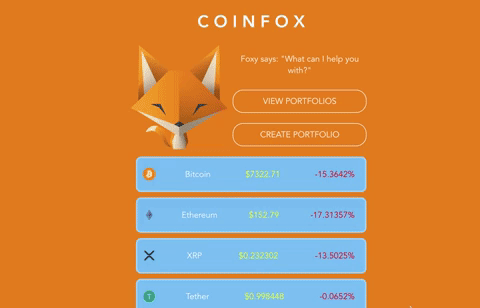 COINFOX
Foxy says: "What can I help you
with?"
VIEW PORTFOLIOS
CREATE PORTFOLIO
Bitcoin $7322.71 -15.3642%
Ethereum $152.79 -17.31357%
XRP $0.232302 -13.5025%
Tether $0.998448 -0.0652%